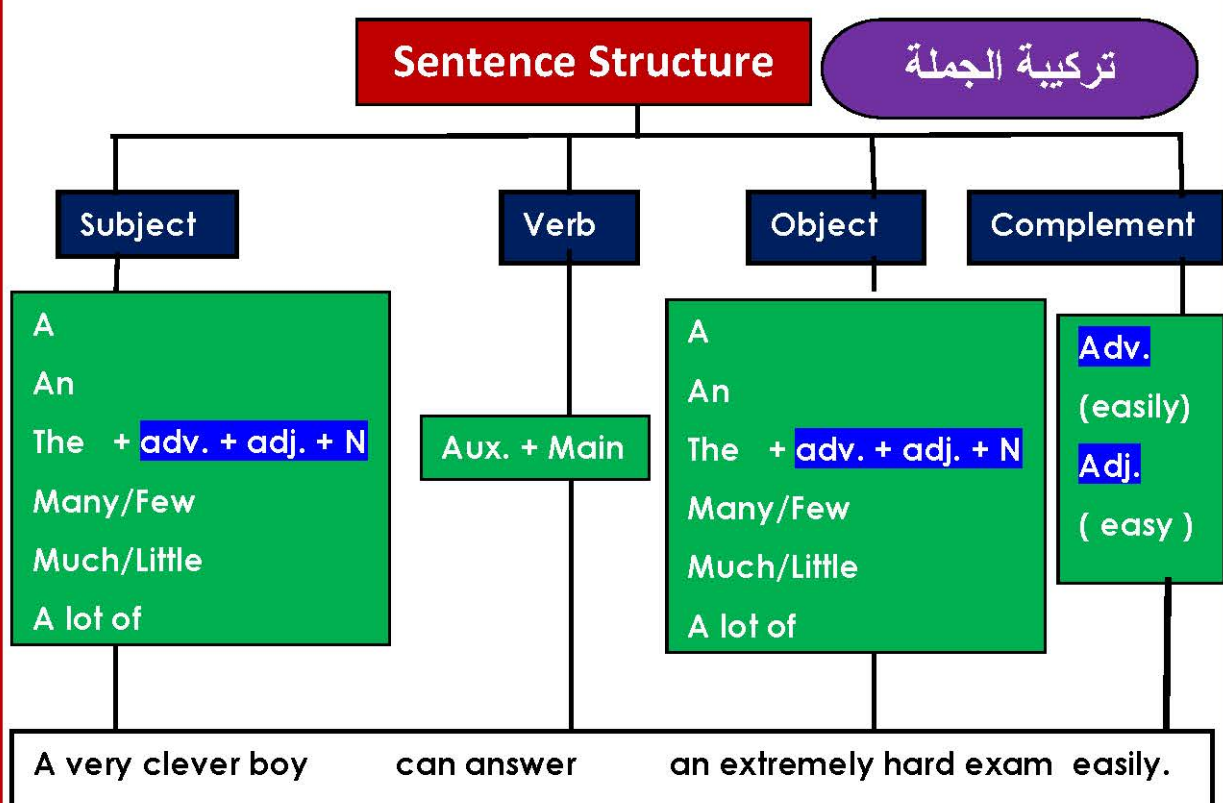 Sentence Structure
تركيبة الجملة
Subject
Verb
Object
Complement
A
An
The + adv. + adj. + N
Many/Few
Much/Little
A lot of
Aux. + Main
A
An
The + adv. + adj. + N
Many/Few
Much/Little
A lot of
Adv.
(easily)
Adj.
( easy )
A very clever boy can answer an extremely hard exam easily.